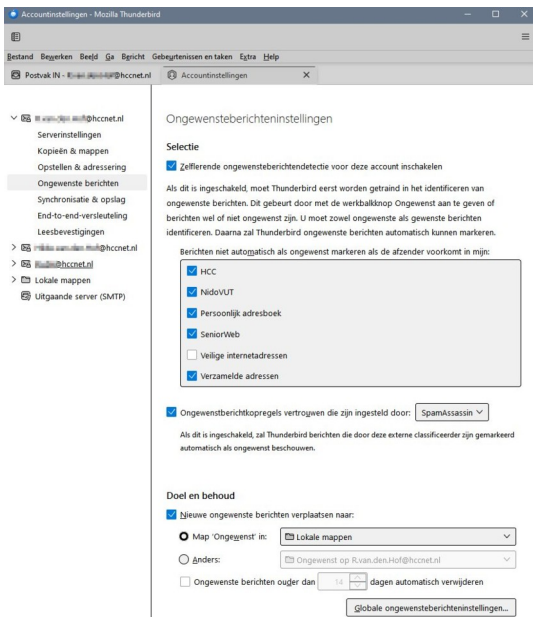 Accountinstellingen - Mozilla Thunderbird
Bestand Bewerken Beeld Ga Bericht Gebeurtenissen en taken Extra Help
Postvak IN - @hccnet.nl Accountinstellingen
@hccnet.nl
Serverinstellingen
Kopieën & mappen
Opstellen & adressering
Ongewenste berichten
Synchronisatie & opslag
End-to-end-versleuteling
Leesbevestigingen
@hccnet.nl
@hccnet.nl
Lokale mappen
Uitgaande server (SMTP)
Ongewensteberichteninstellingen
Selectie
Zelflerende ongewensteberichtendetectie voor deze account inschakelen
Als dit is ingeschakeld, moet Thunderbird eerst worden getraind in het identificeren van
ongewenste berichten. Dit gebeurt door met de werkbalkknop Ongewenst aan te geven of
berichten wel of niet ongewenst zijn. U moet zowel ongewenste als gewenste berichten
identificeren. Daarna zal Thunderbird ongewenste berichten automatisch kunnen markeren.
Berichten niet automatisch als ongewenst markeren als de afzender voorkomt in mijn:
HCC
NidoVUT
Persoonlijk adresboek
SeniorWeb
Veilige internetadressen
Verzamelde adressen
Ongewenstberichtkopregels vertrouwen die zijn ingesteld door: SpamAssassin
Als dit is ingeschakeld, zal Thunderbird berichten die door deze externe classificeerder zijn gemarkeerd
automatisch als ongewenst beschouwen.
Doel en behoud
Nieuwe ongewenste berichten verplaatsen naar:
Map 'Ongewenst' in: Lokale mappen
Anders: Ongewenst op R.van.den.Hof@hccnet.nl
Ongewenste berichten ouder dan 14 dagen automatisch verwijderen
Globale ongewensteberichteninstellingen...